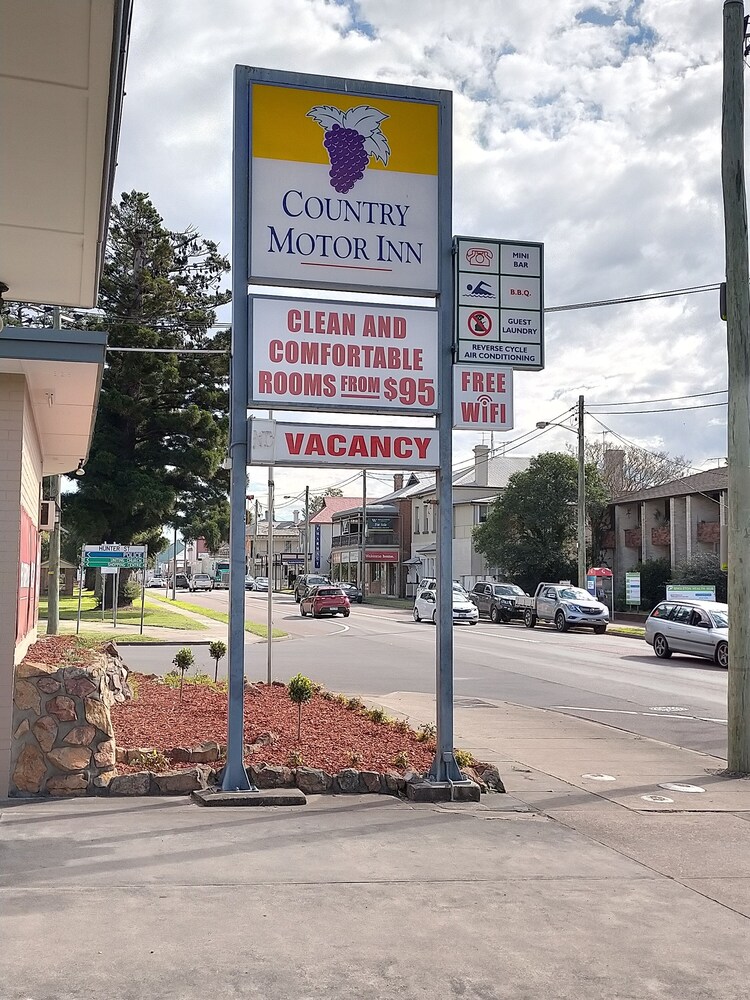 COUNTRY
MOTOR INN
CLEAN AND
COMFORTABLE
ROOMS FROM $95
NO VACANCY
MINI
BAR
B.B.Q.
GUEST
LAUNDRY
REVERSE CYCLE
AIR CONDITIONING
FREE
WiFi
HUNTER ST
POLICE